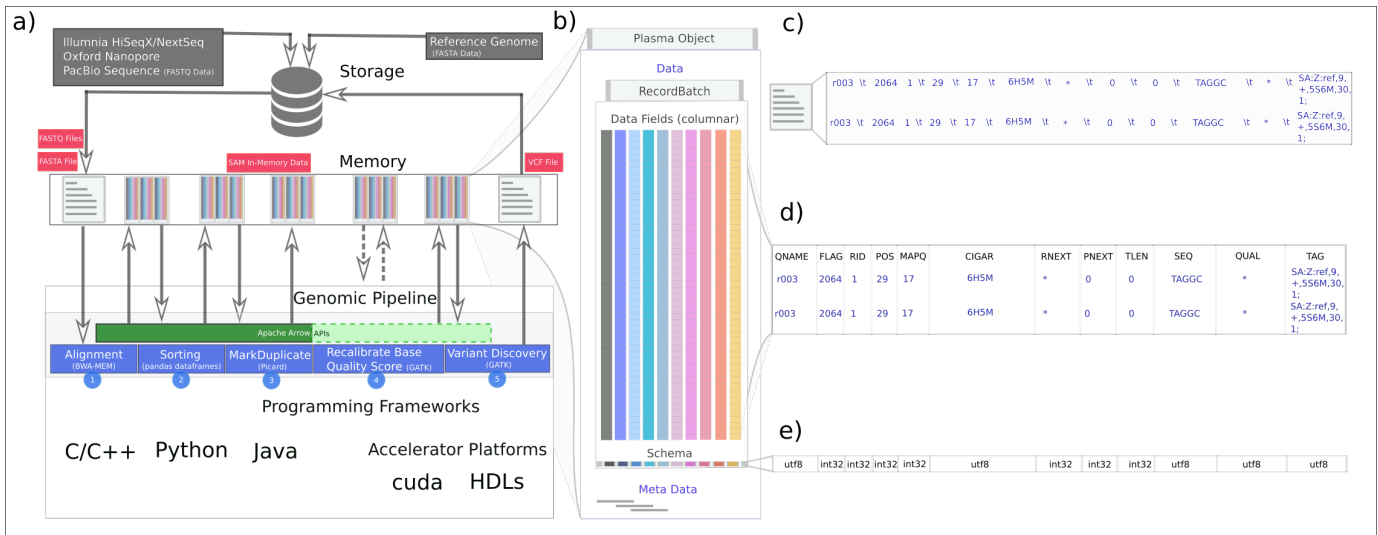 a)
Illumnia HiSeqX/NextSeq
Oxford Nanopore
PacBio Sequence (FASTQ Data)
Reference Genome
(FASTA Data)
Storage
FASTQ Files
FASTA File
SAM In-Memory Data
Memory
VCF File
Genomic Pipeline
Apache Arrow APIs
Alignment
(BWA-MEM)
1
Sorting
(pandas dataframes)
2
MarkDuplicate
(Picard)
3
Recalibrate Base
Quality Score (GATK)
4
Variant Discovery
(GATK)
5
Programming Frameworks
C/C++ Python Java
Accelerator Platforms
cuda HDLs
b)
Plasma Object
Data
RecordBatch
Data Fields (columnar)
Schema
Meta Data
c)
r003 \t 2064 1 \t 29 \t 17 \t 6H5M \t * \t 0 \t 0 \t TAGGC \t * \t SA:Z:ref,9,
+,5S6M,30,
1;
r003 \t 2064 1 \t 29 \t 17 \t 6H5M \t * \t 0 \t 0 \t TAGGC \t * \t SA:Z:ref,9,
+,5S6M,30,
1;
d)
QNAME FLAG RID POS MAPQ CIGAR RNEXT PNEXT TLEN SEQ QUAL TAG
r003 2064 1 29 17 6H5M * 0 0 TAGGC * SA:Z:ref,9,
+,5S6M,30,
1;
r003 2064 1 29 17 6H5M * 0 0 TAGGC * SA:Z:ref,9,
+,5S6M,30,
1;
e)
utf8 int32 int32 int32 int32 utf8 int32 int32 int32 utf8 utf8 utf8